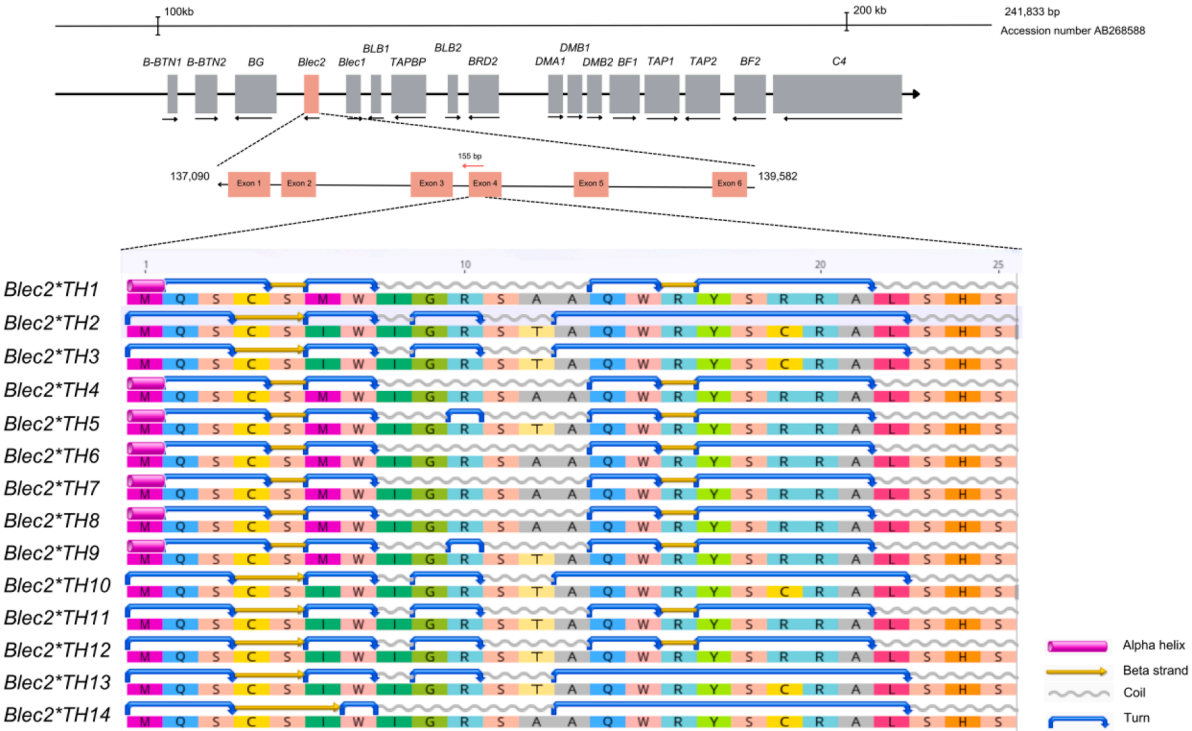 100kb
200 kb
241,833 bp
Accession number AB268588
B-BTN1 B-BTN2 BG Blec2 Blec1 BLB1 TAPBP BLB2 BRD2 DMA1 DMB1 DMB2 BF1 TAP1 TAP2 BF2 C4
155 bp
137,090 Exon 1 Exon 2 Exon 3 Exon 4 Exon 5 Exon 6 139,582
1 10 20 25
Blec2*TH1 M Q S C S M W I G R S A A Q W R Y S R R A L S H S
Blec2*TH2 M Q S C S I W I G R S T A Q W R Y S C R A L S H S
Blec2*TH3 M Q S C S I W I G R S T A Q W R Y S C R A L S H S
Blec2*TH4 M Q S C S M W I G R S A A Q W R Y S R R A L S H S
Blec2*TH5 M Q S C S M W I G R S T A Q W R Y S R R A L S H S
Blec2*TH6 M Q S C S M W I G R S A A Q W R Y S R R A L S H S
Blec2*TH7 M Q S C S M W I G R S A A Q W R Y S R R A L S H S
Blec2*TH8 M Q S C S M W I G R S A A Q W R Y S R R A L S H S
Blec2*TH9 M Q S C S M W I G R S T A Q W R Y S R R A L S H S
Blec2*TH10 M Q S C S I W I G R S T A Q W R Y S C R A L S H S
Blec2*TH11 M Q S C S I W I G R S T A Q W R Y S R R A L S H S
Blec2*TH12 M Q S C S I W I G R S T A Q W R Y S R R A L S H S
Blec2*TH13 M Q S C S I W I G R S T A Q W R Y S C R A L S H S
Blec2*TH14 M Q S C S I W I G R S A A Q W R Y S C R A L S H S
Alpha helix
Beta strand
Coil
Turn